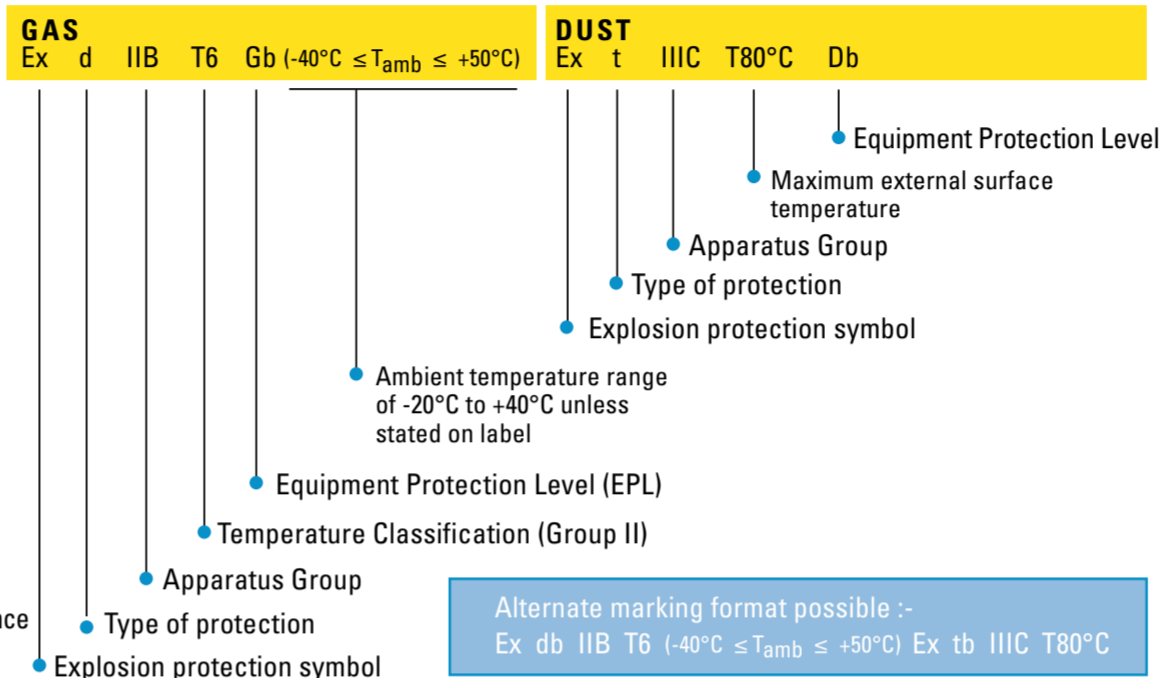 GAS
Ex d IIB T6 Gb (-40°C ≤ Tamb ≤ +50°C)
DUST
Ex t IIIC T80°C Db
Equipment Protection Level
Maximum external surface
temperature
Apparatus Group
Type of protection
Explosion protection symbol
Ambient temperature range
of -20°C to +40°C unless
stated on label
Equipment Protection Level (EPL)
Temperature Classification (Group II)
Apparatus Group
Type of protection
Explosion protection symbol
Alternate marking format possible :-
Ex db IIB T6 (-40°C ≤ Tamb ≤ +50°C) Ex tb IIIC T80°C